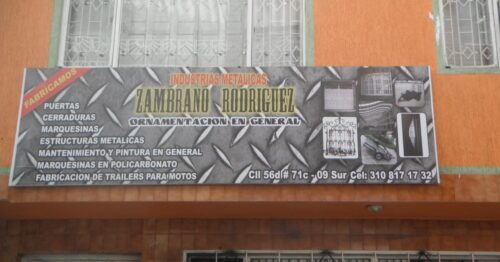 FABRICAMOS
INDUSTRIAS METALICAS
ZAMBRANO RODRIGUEZ
ORNAMENTACION EN GENERAL
PUERTAS
CERRADURAS
MARQUESINAS
ESTRUCTURAS METALICAS
MANTENIMIENTO Y PINTURA EN GENERAL
MARQUESINAS EN POLICARBONATO
FABRICACION DE TRAILERS PARA MOTOS
Cll 56d # 71c - 09 Sur Cel: 310 817 17 32